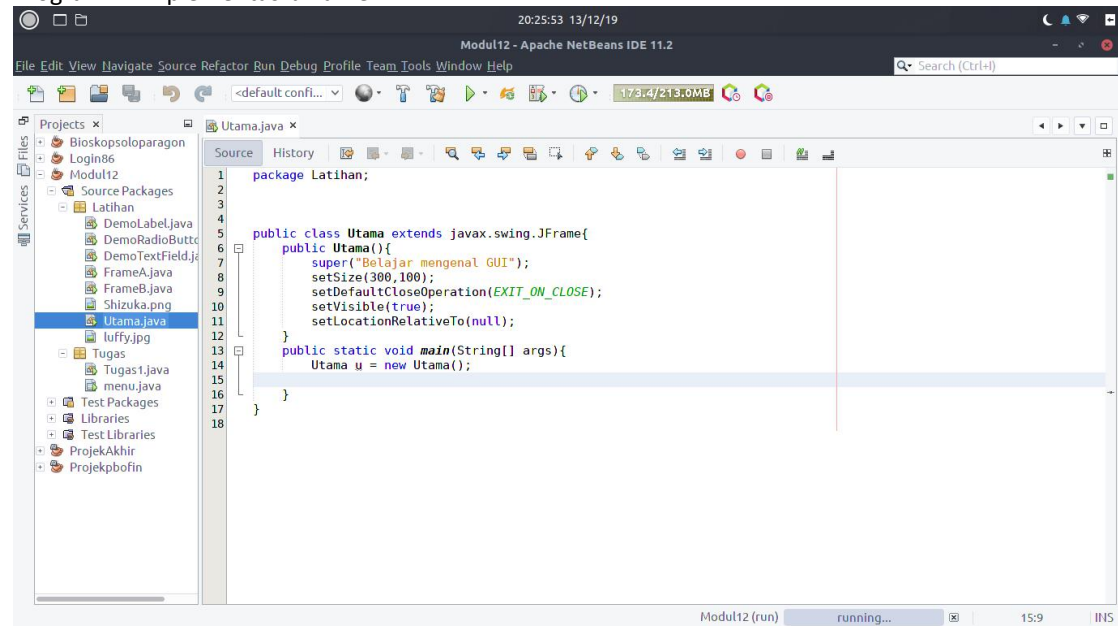 20:25:53 13/12/19
Modul12 - Apache NetBeans IDE 11.2
File Edit View Navigate Source Refactor Run Debug Profile Team Tools Window Help
Search (Ctrl+I)
<default confi...
173.4/213.0MB
Projects
Utama.java
Files
Services
Bioskopsoloparagon
Login86
Modul12
Source Packages
Latihan
DemoLabel.java
DemoRadioButto
DemoTextField.ja
FrameA.java
FrameB.java
Shizuka.png
Utama.java
luffy.jpg
Tugas
Tugas1.java
menu.java
Test Packages
Libraries
Test Libraries
ProjekAkhir
Projekpbofin
Source History
1 package Latihan;
2
3
4
5 public class Utama extends javax.swing.JFrame{
6 public Utama(){
7 super("Belajar mengenal GUI");
8 setSize(300,100);
9 setDefaultCloseOperation(EXIT_ON_CLOSE);
10 setVisible(true);
11 setLocationRelativeTo(null);
12 }
13 public static void main(String[] args){
14 Utama u = new Utama();
15
16 }
17 }
18
Modul12 (run) running... 15:9 INS